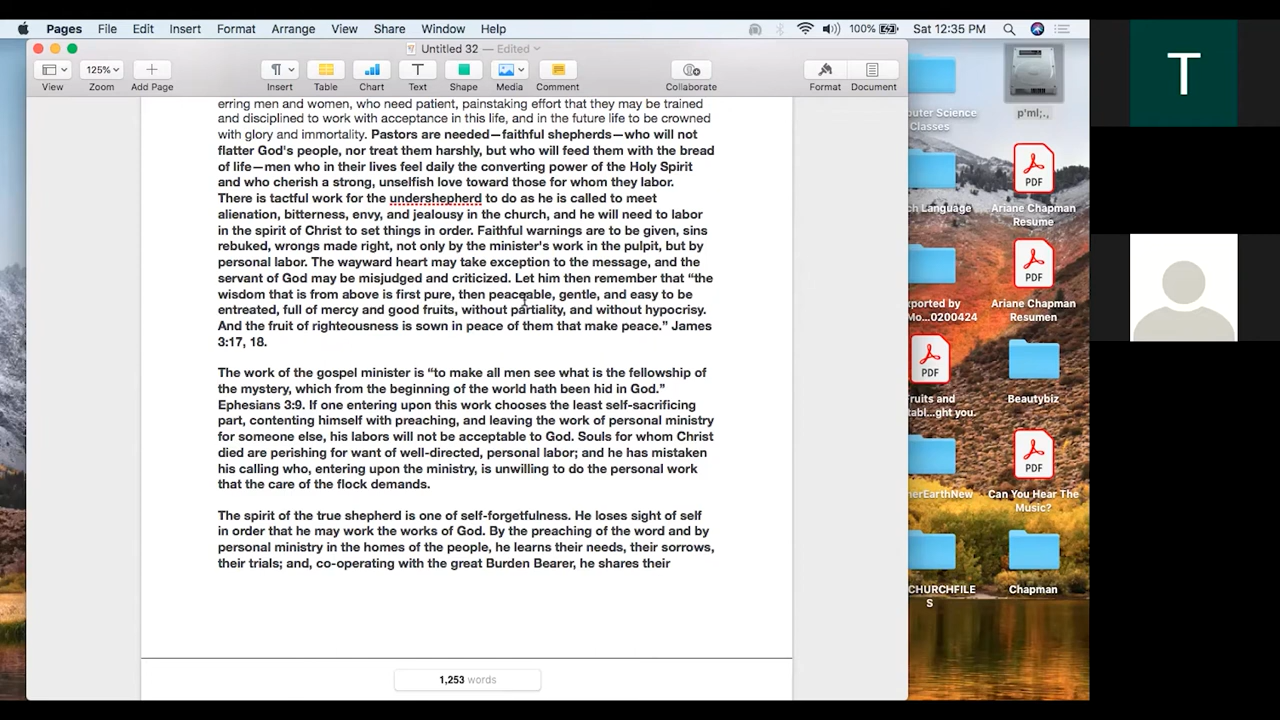 Pages File Edit Insert Format Arrange View Share Window Help 100% Sat 12:35 PM
Untitled 32 — Edited
125%
View Zoom Add Page Insert Table Chart Text Shape Media Comment Collaborate Format Document
erring men and women, who need patient, painstaking effort that they may be trained
and disciplined to work with acceptance in this life, and in the future life to be crowned
with glory and immortality. Pastors are needed—faithful shepherds—who will not
flatter God's people, nor treat them harshly, but who will feed them with the bread
of life—men who in their lives feel daily the converting power of the Holy Spirit
and who cherish a strong, unselfish love toward those for whom they labor.
There is tactful work for the undershepherd to do as he is called to meet
alienation, bitterness, envy, and jealousy in the church, and he will need to labor
in the spirit of Christ to set things in order. Faithful warnings are to be given, sins
rebuked, wrongs made right, not only by the minister's work in the pulpit, but by
personal labor. The wayward heart may take exception to the message, and the
servant of God may be misjudged and criticized. Let him then remember that “the
wisdom that is from above is first pure, then peaceable, gentle, and easy to be
entreated, full of mercy and good fruits, without partiality, and without hypocrisy.
And the fruit of righteousness is sown in peace of them that make peace.” James
3:17, 18.
The work of the gospel minister is “to make all men see what is the fellowship of
the mystery, which from the beginning of the world hath been hid in God.”
Ephesians 3:9. If one entering upon this work chooses the least self-sacrificing
part, contenting himself with preaching, and leaving the work of personal ministry
for someone else, his labors will not be acceptable to God. Souls for whom Christ
died are perishing for want of well-directed, personal labor; and he has mistaken
his calling who, entering upon the ministry, is unwilling to do the personal work
that the care of the flock demands.
The spirit of the true shepherd is one of self-forgetfulness. He loses sight of self
in order that he may work the works of God. By the preaching of the word and by
personal ministry in the homes of the people, he learns their needs, their sorrows,
their trials; and, co-operating with the great Burden Bearer, he shares their
1,253 words
puter Science
Classes
p'ml;.,
ch Language
PDF
Ariane Chapman
Resume
xported by
Mo...0200424
PDF
Ariane Chapman
Resumen
PDF
Fruits and
tabl...ght you.
Beautybiz
nerEarthNew
PDF
Can You Hear The
Music?
CHURCHFILE
S
Chapman
T